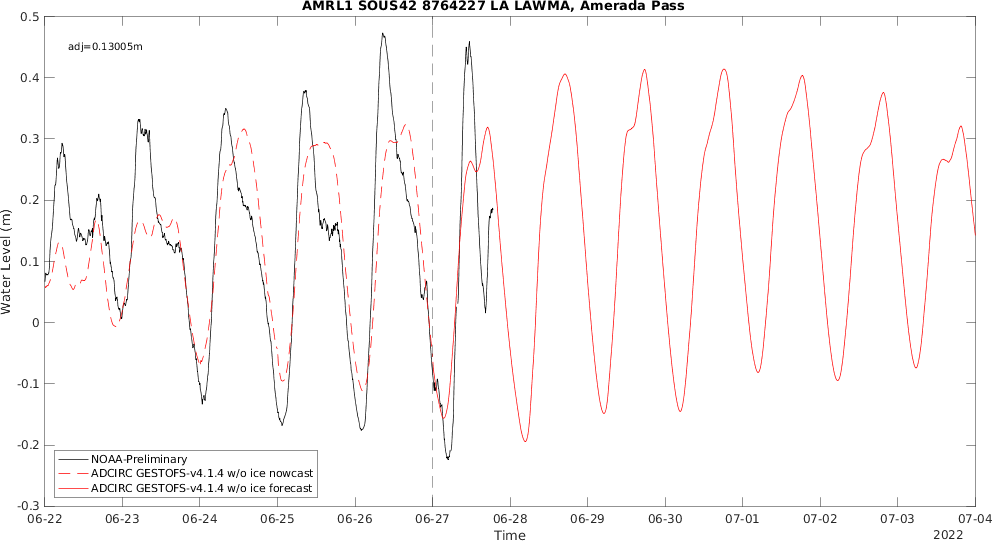 AMRL1 SOUS42 8764227 LA LAWMA, Amerada Pass
adj=0.13005m
Water Level (m)
0.5
0.4
0.3
0.2
0.1
0
-0.1
-0.2
-0.3
NOAA-Preliminary
ADCIRC GESTOFS-v4.1.4 w/o ice nowcast
ADCIRC GESTOFS-v4.1.4 w/o ice forecast
06-22 06-23 06-24 06-25 06-26 06-27 06-28 06-29 06-30 07-01 07-02 07-03 07-04
Time
2022